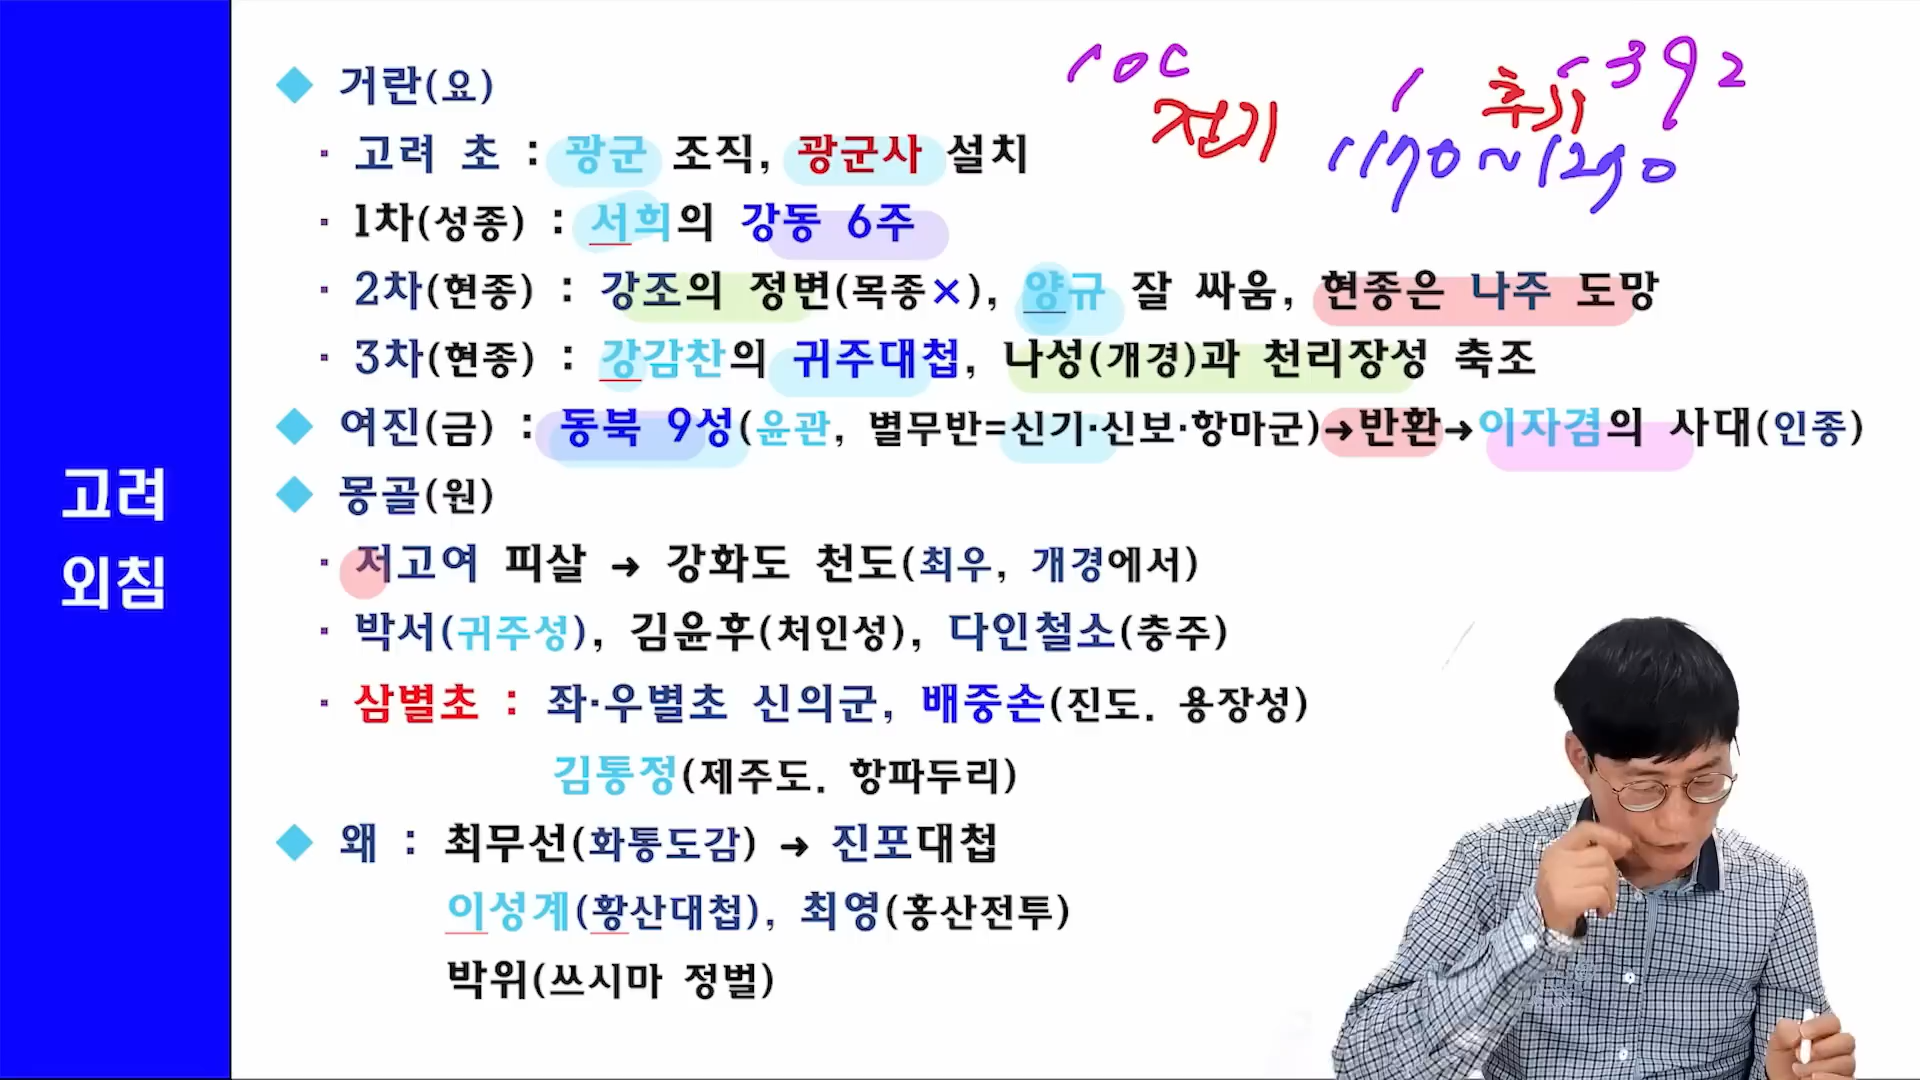 고려
외침
◆ 거란(요)
· 고려 초 : 광군 조직, 광군사 설치
· 1차(성종) : 서희의 강동 6주
· 2차(현종) : 강조의 정변(목종×), 양규 잘 싸움, 현종은 나주 도망
· 3차(현종) : 강감찬의 귀주대첩, 나성(개경)과 천리장성 축조
◆ 여진(금) : 동북 9성(윤관, 별무반=신기·신보·항마군)→반환→이자겸의 사대(인종)
◆ 몽골(원)
· 저고여 피살 → 강화도 천도(최우, 개경에서)
· 박서(귀주성), 김윤후(처인성), 다인철소(충주)
· 삼별초 : 좌·우별초 신의군, 배중손(진도. 용장성)
김통정(제주도. 항파두리)
◆ 왜 : 최무선(화통도감) → 진포대첩
이성계(황산대첩), 최영(홍산전투)
박위(쓰시마 정벌)
전기
1392
1170~1290